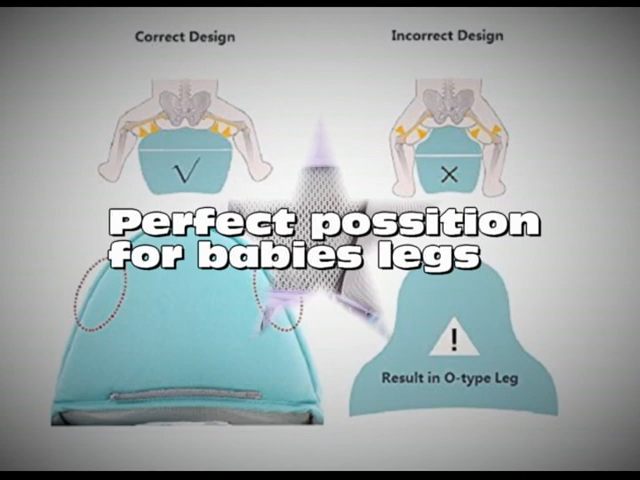 Correct Design
Incorrect Design
Perfect possition
for babies legs
!
Result in O-type Leg